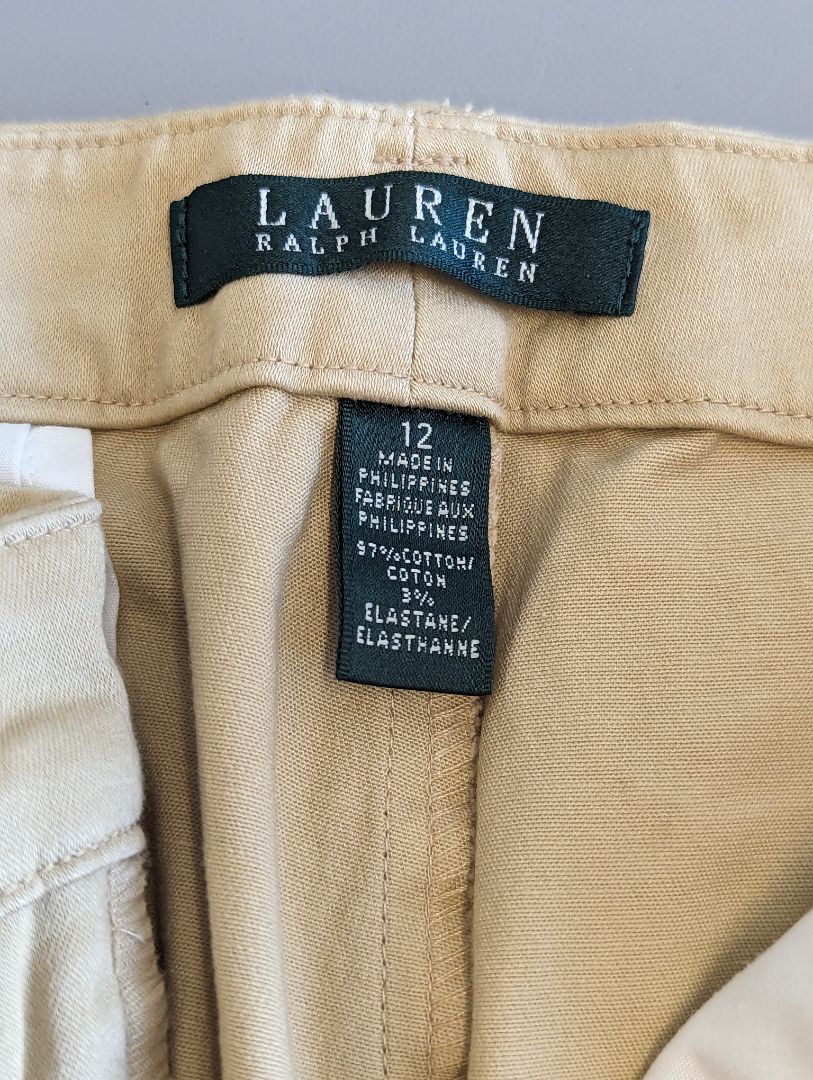 LAUREN
RALPH LAUREN
12
MADE IN
PHILIPPINES
FABRIQUE AUX
PHILIPPINES
97%COTTON/
COTON
3%
ELASTANE/
ELASTHANNE